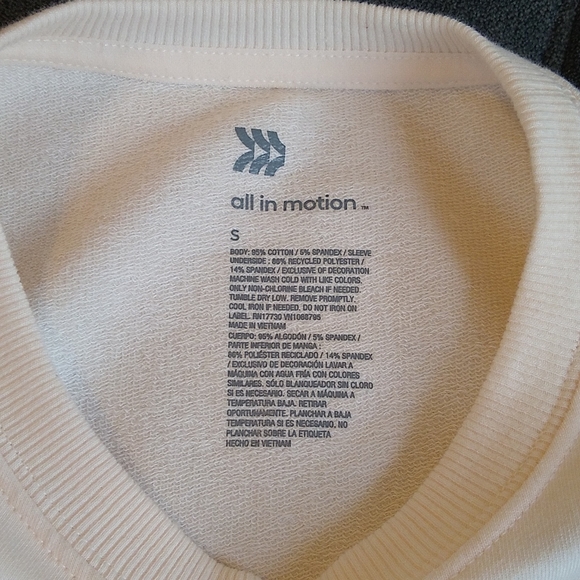 all in motion™
S
BODY: 95% COTTON / 5% SPANDEX / SLEEVE
UNDERSIDE : 86% RECYCLED POLYESTER /
14% SPANDEX / EXCLUSIVE OF DECORATION
MACHINE WASH COLD WITH LIKE COLORS.
ONLY NON-CHLORINE BLEACH IF NEEDED.
TUMBLE DRY LOW. REMOVE PROMPTLY.
COOL IRON IF NEEDED. DO NOT IRON ON
LABEL. RN17730 VN1068795
MADE IN VIETNAM
CUERPO: 95% ALGODÓN / 5% SPANDEX /
PARTE INFERIOR DE MANGA :
86% POLIÉSTER RECICLADO / 14% SPANDEX
/ EXCLUSIVO DE DECORACIÓN LAVAR A
MÁQUINA CON AGUA FRÍA CON COLORES
SIMILARES. SÓLO BLANQUEADOR SIN CLORO
SI ES NECESARIO. SECAR A MÁQUINA A
TEMPERATURA BAJA. RETIRAR
OPORTUNAMENTE. PLANCHAR A BAJA
TEMPERATURA SI ES NECESARIO. NO
PLANCHAR SOBRE LA ETIQUETA
HECHO EN VIETNAM